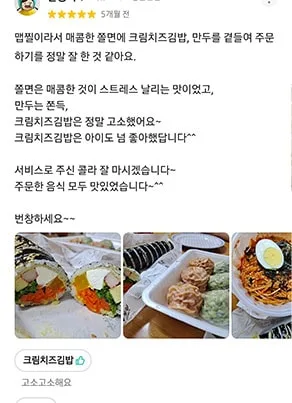 5개월 전
맵찔이라서 매콤한 쫄면에 크림치즈김밥, 만두를 곁들여 주문
하기를 정말 잘 한 것 같아요.
쫄면은 매콤한 것이 스트레스 날리는 맛이었고,
만두는 쫀득,
크림치즈김밥은 정말 고소했어요~
크림치즈김밥은 아이도 넘 좋아했답니다^^
서비스로 주신 콜라 잘 마시겠습니다~
주문한 음식 모두 맛있었습니다~^^
번창하세요~~
크림치즈김밥
고소고소해요